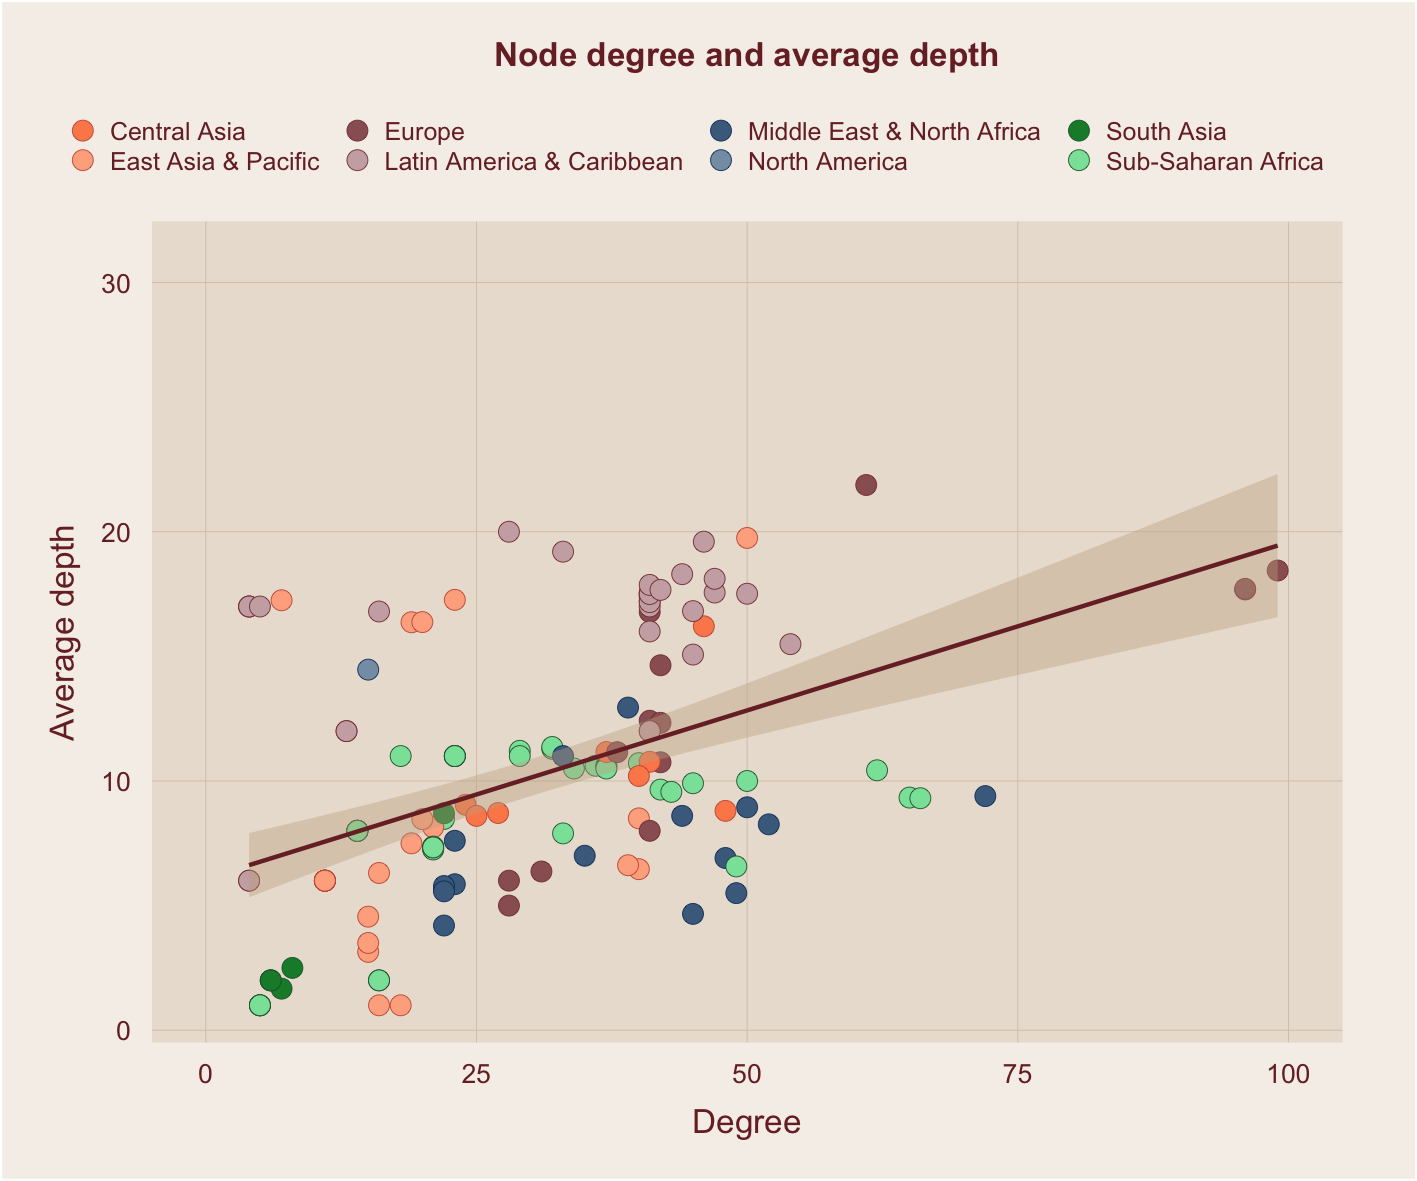 Node degree and average depth
Central Asia Europe Middle East & North Africa South Asia
East Asia & Pacific Latin America & Caribbean North America Sub-Saharan Africa
30
20
10
0
Average depth
0 25 50 75 100
Degree